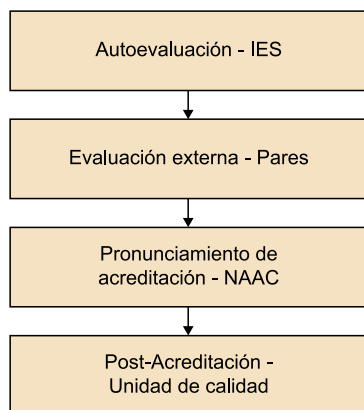 Autoevaluación - IES
Evaluación externa - Pares
Pronunciamiento de
acreditación - NAAC
Post-Acreditación -
Unidad de calidad